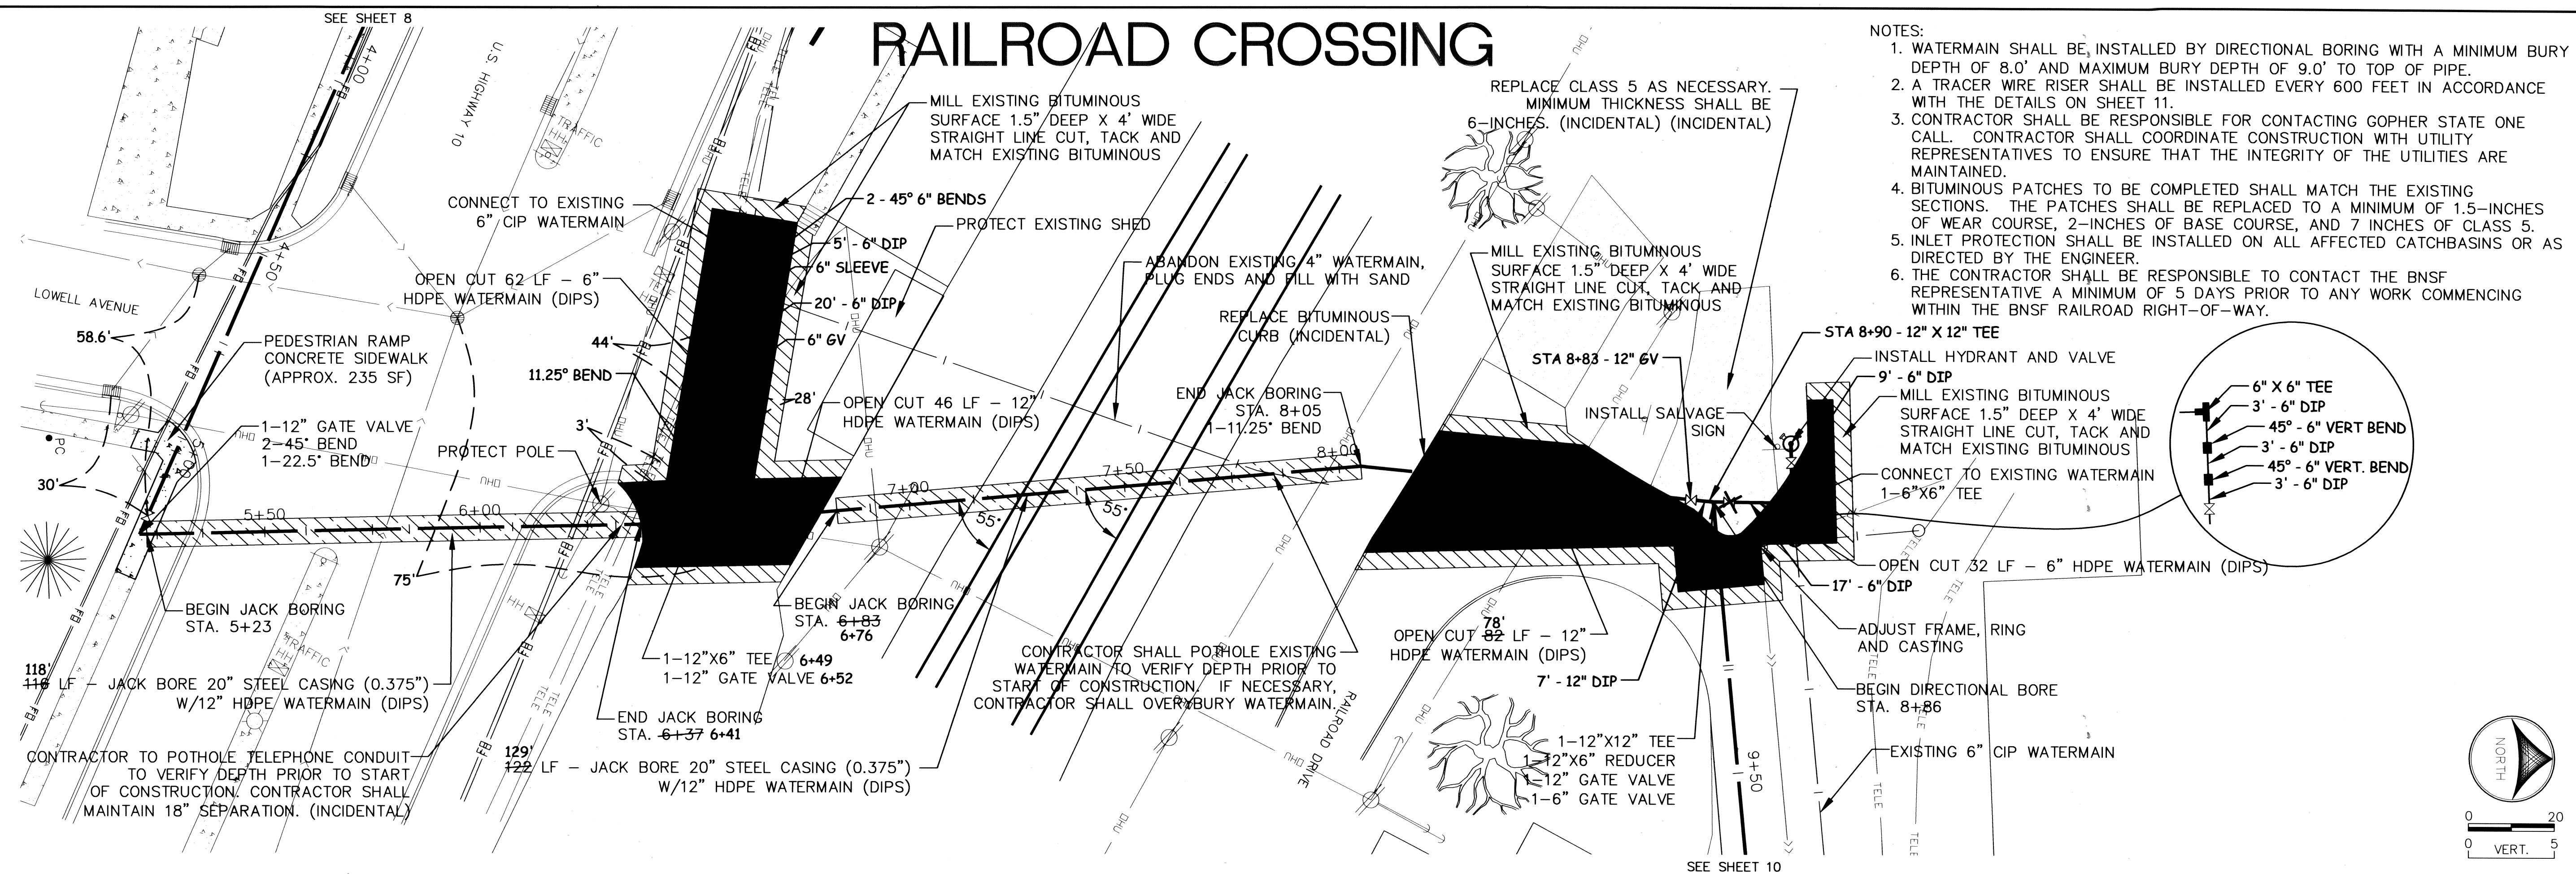 SEE SHEET 8
RAILROAD CROSSING
NOTES:
1. WATERMAIN SHALL BE INSTALLED BY DIRECTIONAL BORING WITH A MINIMUM BURY
DEPTH OF 8.0' AND MAXIMUM BURY DEPTH OF 9.0' TO TOP OF PIPE.
2. A TRACER WIRE RISER SHALL BE INSTALLED EVERY 600 FEET IN ACCORDANCE
WITH THE DETAILS ON SHEET 11.
3. CONTRACTOR SHALL BE RESPONSIBLE FOR CONTACTING GOPHER STATE ONE
CALL. CONTRACTOR SHALL COORDINATE CONSTRUCTION WITH UTILITY
REPRESENTATIVES TO ENSURE THAT THE INTEGRITY OF THE UTILITIES ARE
MAINTAINED.
4. BITUMINOUS PATCHES TO BE COMPLETED SHALL MATCH THE EXISTING
SECTIONS. THE PATCHES SHALL BE REPLACED TO A MINIMUM OF 1.5-INCHES
OF WEAR COURSE, 2-INCHES OF BASE COURSE, AND 7 INCHES OF CLASS 5.
5. INLET PROTECTION SHALL BE INSTALLED ON ALL AFFECTED CATCHBASINS OR AS
DIRECTED BY THE ENGINEER.
6. THE CONTRACTOR SHALL BE RESPONSIBLE TO CONTACT THE BNSF
REPRESENTATIVE A MINIMUM OF 5 DAYS PRIOR TO ANY WORK COMMENCING
WITHIN THE BNSF RAILROAD RIGHT-OF-WAY.
4+00
U.S. HIGHWAY 10
TRAFFIC
HH
MILL EXISTING BITUMINOUS
SURFACE 1.5" DEEP X 4' WIDE
STRAIGHT LINE CUT, TACK AND
MATCH EXISTING BITUMINOUS
REPLACE CLASS 5 AS NECESSARY.
MINIMUM THICKNESS SHALL BE
6-INCHES. (INCIDENTAL) (INCIDENTAL)
CONNECT TO EXISTING
6" CIP WATERMAIN
2 - 45° 6" BENDS
PROTECT EXISTING SHED
5' - 6" DIP
6" SLEEVE
20' - 6" DIP
6" GV
28'
4+50
LOWELL AVENUE
58.6'
OPEN CUT 62 LF - 6"
HDPE WATERMAIN (DIPS)
44'
11.25° BEND
3'
ABANDON EXISTING 4" WATERMAIN,
PLUG ENDS AND FILL WITH SAND
MILL EXISTING BITUMINOUS
SURFACE 1.5" DEEP X 4' WIDE
STRAIGHT LINE CUT, TACK AND
MATCH EXISTING BITUMINOUS
REPLACE BITUMINOUS
CURB (INCIDENTAL)
STA 8+90 - 12" X 12" TEE
STA 8+83 - 12" GV
INSTALL HYDRANT AND VALVE
9' - 6" DIP
MILL EXISTING BITUMINOUS
SURFACE 1.5" DEEP X 4' WIDE
STRAIGHT LINE CUT, TACK AND
MATCH EXISTING BITUMINOUS
INSTALL SALVAGE
SIGN
6" X 6" TEE
3' - 6" DIP
45° - 6" VERT BEND
3' - 6" DIP
45° - 6" VERT. BEND
3' - 6" DIP
PEDESTRIAN RAMP
CONCRETE SIDEWALK
(APPROX. 235 SF)
1-12" GATE VALVE
2-45° BEND
1-22.5° BEND
PROTECT POLE
PC
5+00
30'
5+50
6+00
OPEN CUT 46 LF - 12"
HDPE WATERMAIN (DIPS)
END JACK BORING
STA. 8+05
1-11.25° BEND
7+00
7+50
8+00
55°
55°
CONNECT TO EXISTING WATERMAIN
1-6"X6" TEE
75'
BEGIN JACK BORING
STA. 5+23
HH
TRAFFIC
HH
TELE
TELE
BEGIN JACK BORING
STA. 6+83
6+76
OPEN CUT 32 LF - 6" HDPE WATERMAIN (DIPS)
17' - 6" DIP
ADJUST FRAME, RING
AND CASTING
118'
116 LF - JACK BORE 20" STEEL CASING (0.375")
W/12" HDPE WATERMAIN (DIPS)
1-12"X6" TEE 6+49
1-12" GATE VALVE 6+52
CONTRACTOR SHALL POTHOLE EXISTING
WATERMAIN TO VERIFY DEPTH PRIOR TO
START OF CONSTRUCTION. IF NECESSARY,
CONTRACTOR SHALL OVERYBURY WATERMAIN.
78'
OPEN CUT 82 LF - 12"
HDPE WATERMAIN (DIPS)
7' - 12" DIP
BEGIN DIRECTIONAL BORE
STA. 8+86
END JACK BORING
STA. 6+37 6+41
CONTRACTOR TO POTHOLE TELEPHONE CONDUIT
TO VERIFY DEPTH PRIOR TO START
OF CONSTRUCTION. CONTRACTOR SHALL
MAINTAIN 18" SEPARATION. (INCIDENTAL)
129'
122 LF - JACK BORE 20" STEEL CASING (0.375")
W/12" HDPE WATERMAIN (DIPS)
RAILROAD DRIVE
OHU
1-12"X12" TEE
1-12"X6" REDUCER
1-12" GATE VALVE
1-6" GATE VALVE
9+50
EXISTING 6" CIP WATERMAIN
TELE
TELE
SEE SHEET 10
NORTH
0 20
0 5
VERT.